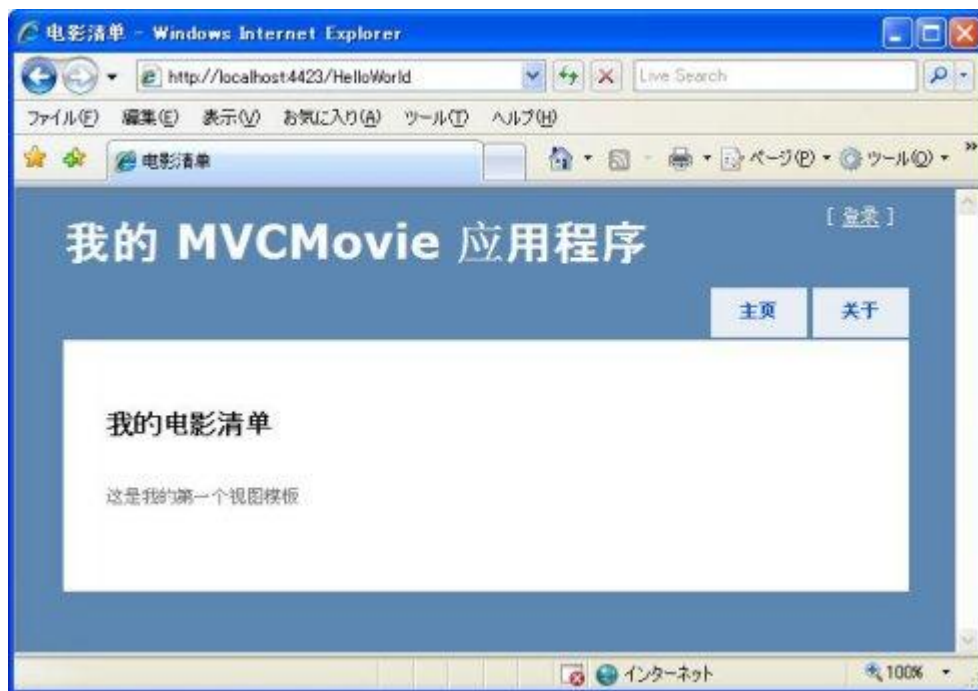 电影清单 - Windows Internet Explorer
http://localhost:4423/HelloWorld
Live Search
ファイル(F) 編集(E) 表示(V) お気に入り(A) ツール(T) ヘルプ(H)
电影清单
ページ(P) ツール(O)
[ 登录 ]
我的 MVCMovie 应用程序
主页 关于
我的电影清单
这是我的第一个视图模板
インターネット 100%